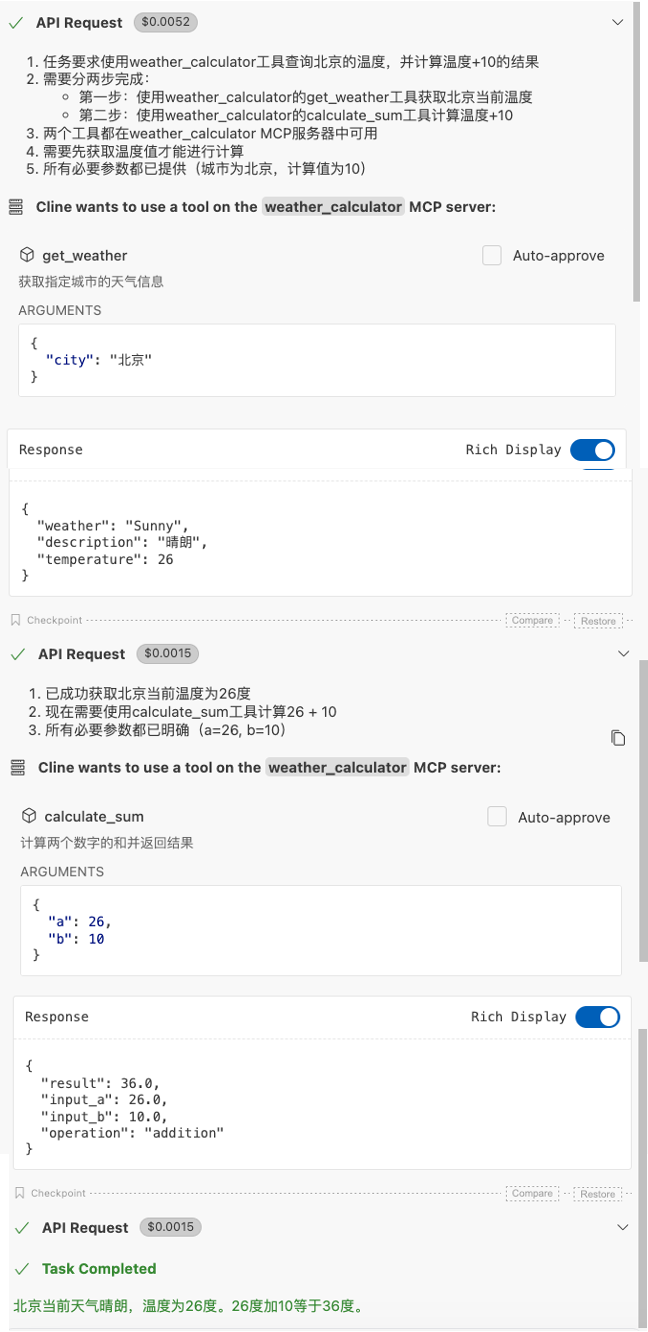 API Request $0.0052
1. 任务要求使用weather_calculator工具查询北京的温度，并计算温度+10的结果
2. 需要分两步完成：
◦ 第一步：使用weather_calculator的get_weather工具获取北京当前温度
◦ 第二步：使用weather_calculator的calculate_sum工具计算温度+10
3. 两个工具都在weather_calculator MCP服务器中可用
4. 需要先获取温度值才能进行计算
5. 所有必要参数都已提供（城市为北京，计算值为10）
Cline wants to use a tool on the weather_calculator MCP server:
get_weather Auto-approve
获取指定城市的天气信息
ARGUMENTS
{
"city": "北京"
}
Response Rich Display
{
"weather": "Sunny",
"description": "晴朗",
"temperature": 26
}
Checkpoint Compare Restore
API Request $0.0015
1. 已成功获取北京当前温度为26度
2. 现在需要使用calculate_sum工具计算26 + 10
3. 所有必要参数都已明确（a=26, b=10）
Cline wants to use a tool on the weather_calculator MCP server:
calculate_sum Auto-approve
计算两个数字的和并返回结果
ARGUMENTS
{
"a": 26,
"b": 10
}
Response Rich Display
{
"result": 36.0,
"input_a": 26.0,
"input_b": 10.0,
"operation": "addition"
}
Checkpoint Compare Restore
API Request $0.0015
Task Completed
北京当前天气晴朗，温度为26度。26度加10等于36度。